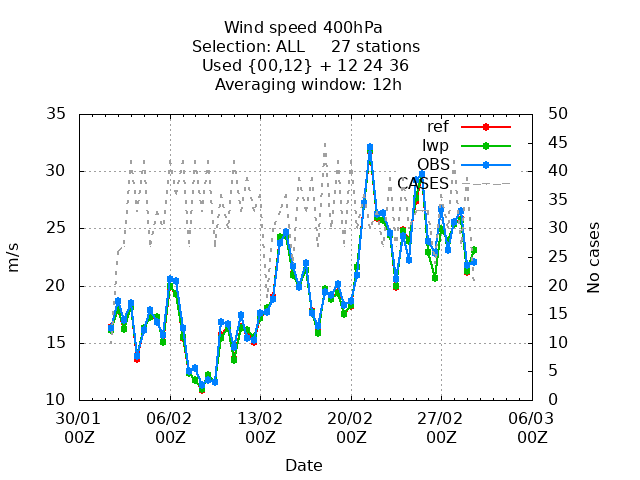 Wind speed 400hPa
Selection: ALL 27 stations
Used {00,12} + 12 24 36
Averaging window: 12h
35
30
25
20
15
10
m/s
50
45
40
35
30
25
20
15
10
5
0
No cases
ref
lwp
OBS
CASES
30/01 06/02 13/02 20/02 27/02 06/03
00Z 00Z 00Z 00Z 00Z 00Z
Date